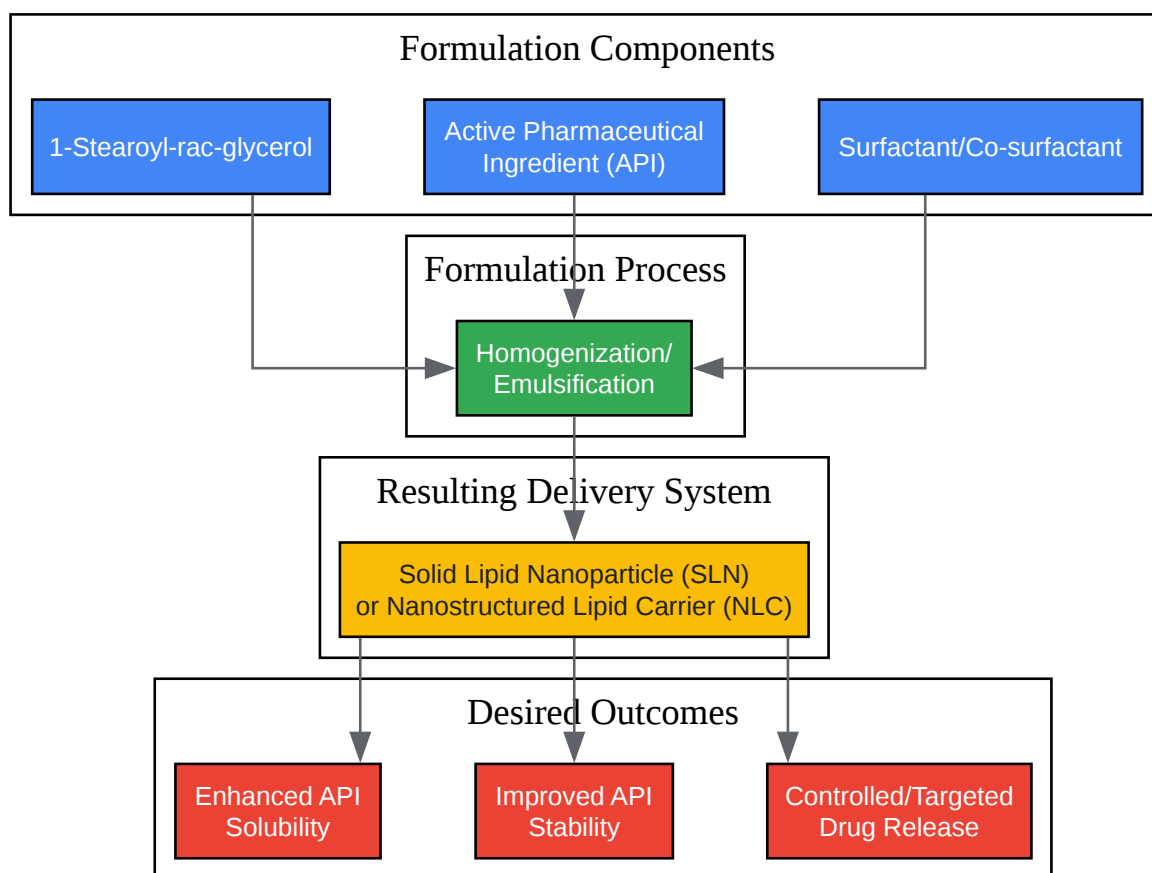 Formulation Components
1-Stearoyl-rac-glycerol
Active Pharmaceutical
Ingredient (API)
Surfactant/Co-surfactant
Formulation Process
Homogenization/
Emulsification
Resulting Delivery System
Solid Lipid Nanoparticle (SLN)
or Nanostructured Lipid Carrier (NLC)
Desired Outcomes
Enhanced API
Solubility
Improved API
Stability
Controlled/Targeted
Drug Release